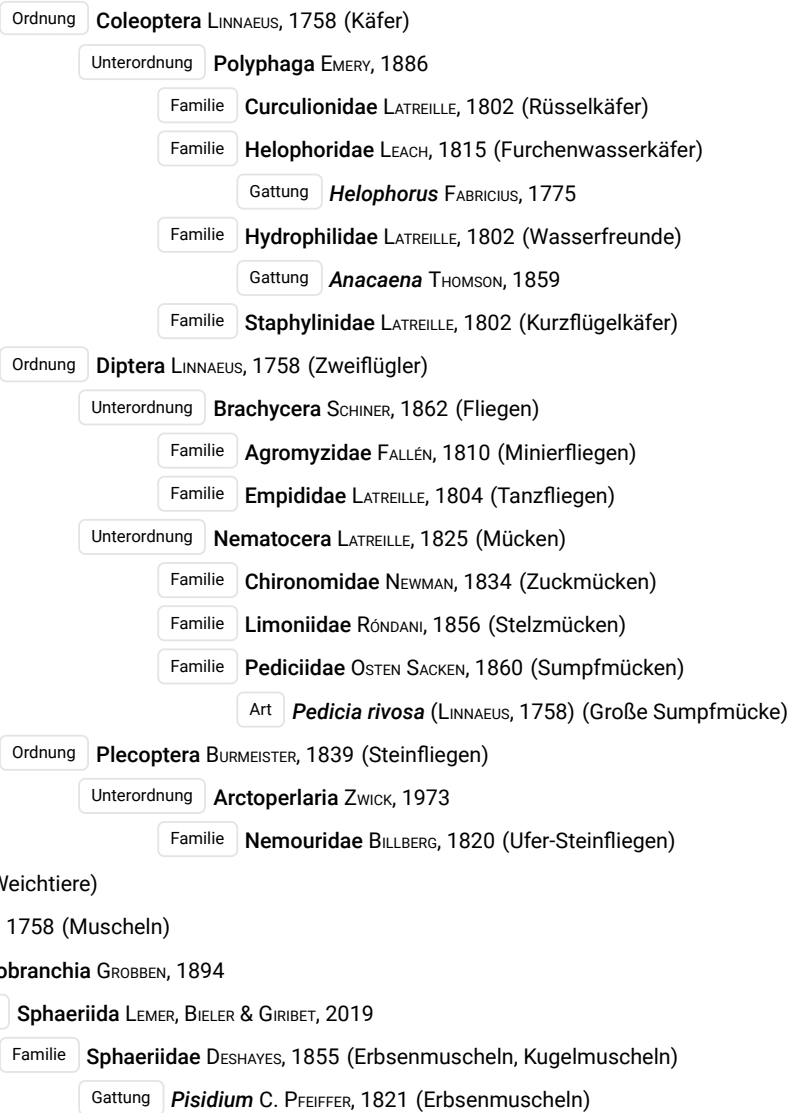 Ordnung Coleoptera Linnaeus, 1758 (Käfer)
Unterordnung Polyphaga Emery, 1886
Familie Curculionidae Latreille, 1802 (Rüsselkäfer)
Familie Helophoridae Leach, 1815 (Furchenwasserkäfer)
Gattung Helophorus Fabricius, 1775
Familie Hydrophilidae Latreille, 1802 (Wasserfreunde)
Gattung Anacaena Thomson, 1859
Familie Staphylinidae Latreille, 1802 (Kurzflügelkäfer)
Ordnung Diptera Linnaeus, 1758 (Zweiflügler)
Unterordnung Brachycera Schiner, 1862 (Fliegen)
Familie Agromyzidae Fallén, 1810 (Minierfliegen)
Familie Empididae Latreille, 1804 (Tanzfliegen)
Unterordnung Nematocera Latreille, 1825 (Mücken)
Familie Chironomidae Newman, 1834 (Zuckmücken)
Familie Limoniidae Róndani, 1856 (Stelzmücken)
Familie Pediciidae Osten Sacken, 1860 (Sumpfmücken)
Art Pedicia rivosa (Linnaeus, 1758) (Große Sumpfmücke)
Ordnung Plecoptera Burmeister, 1839 (Steinfliegen)
Unterordnung Arctoperlaria Zwick, 1973
Familie Nemouridae Billberg, 1820 (Ufer-Steinfliegen)
Weichtiere)
1758 (Muscheln)
obranchia Grobben, 1894
Sphaeriida Lemer, Bieler & Giribet, 2019
Familie Sphaeriidae Deshayes, 1855 (Erbsenmuscheln, Kugelmuscheln)
Gattung Pisidium C. Pfeiffer, 1821 (Erbsenmuscheln)